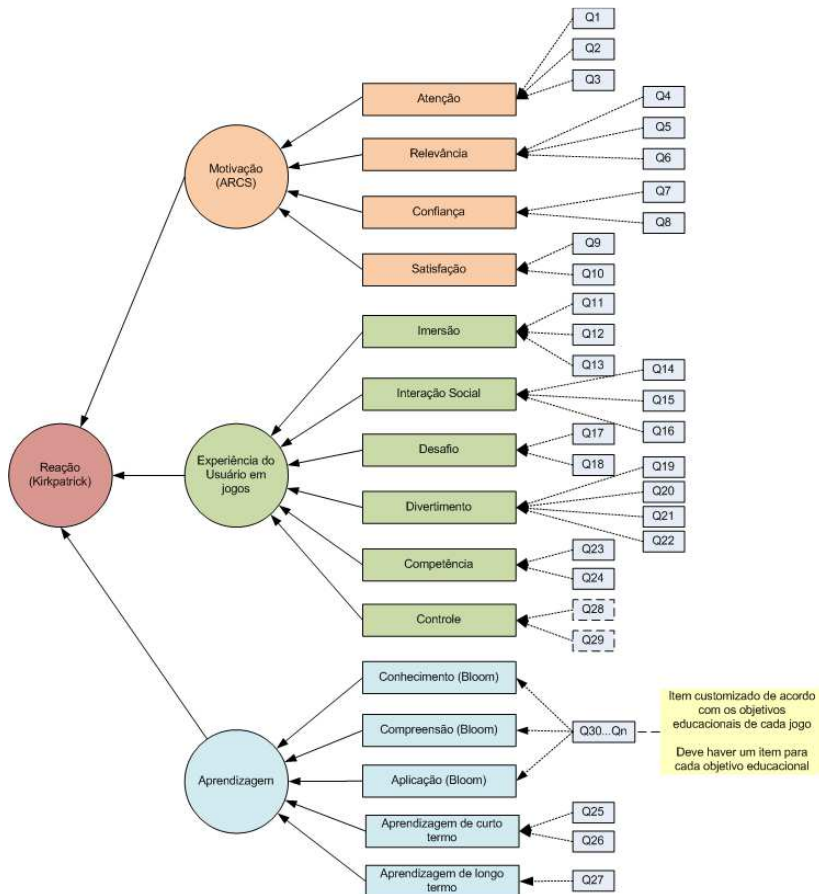 Q1
Q2
Q3
Atenção
Q4
Q5
Q6
Relevância
Motivação
(ARCS)
Q7
Q8
Confiança
Q9
Q10
Satisfação
Q11
Q12
Q13
Imersão
Q14
Q15
Q16
Interação Social
Q17
Q18
Desafio
Reação
(Kirkpatrick)
Experiência do
Usuário em
jogos
Q19
Q20
Q21
Q22
Divertimento
Q23
Q24
Competência
Q28
Q29
Controle
Conhecimento (Bloom)
Compreensão (Bloom)
Q30...Qn
Item customizado de acordo
com os objetivos
educacionais de cada jogo
Deve haver um item para
cada objetivo educacional
Aprendizagem
Aplicação (Bloom)
Q25
Q26
Aprendizagem de curto
termo
Aprendizagem de longo
termo
Q27